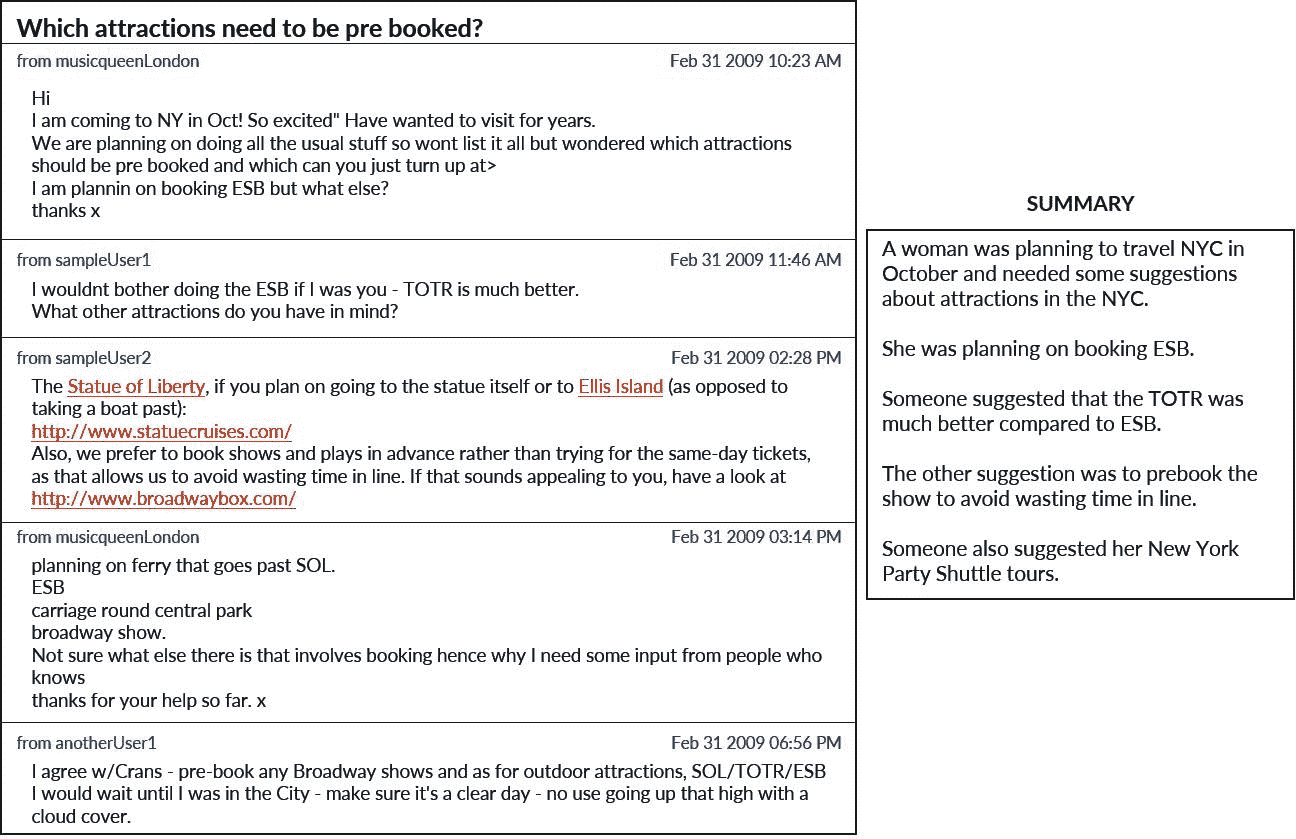 Which attractions need to be pre booked?
from musicqueenLondon Feb 31 2009 10:23 AM
Hi
I am coming to NY in Oct! So excited" Have wanted to visit for years.
We are planning on doing all the usual stuff so wont list it all but wondered which attractions
should be pre booked and which can you just turn up at>
I am plannin on booking ESB but what else?
thanks x
from sampleUser1 Feb 31 2009 11:46 AM
I wouldnt bother doing the ESB if I was you - TOTR is much better.
What other attractions do you have in mind?
from sampleUser2 Feb 31 2009 02:28 PM
The Statue of Liberty, if you plan on going to the statue itself or to Ellis Island (as opposed to
taking a boat past):
http://www.statuecruises.com/
Also, we prefer to book shows and plays in advance rather than trying for the same-day tickets,
as that allows us to avoid wasting time in line. If that sounds appealing to you, have a look at
http://www.broadwaybox.com/
from musicqueenLondon Feb 31 2009 03:14 PM
planning on ferry that goes past SOL.
ESB
carriage round central park
broadway show.
Not sure what else there is that involves booking hence why I need some input from people who
knows
thanks for your help so far. x
from anotherUser1 Feb 31 2009 06:56 PM
I agree w/Crans - pre-book any Broadway shows and as for outdoor attractions, SOL/TOTR/ESB
I would wait until I was in the City - make sure it's a clear day - no use going up that high with a
cloud cover.
SUMMARY
A woman was planning to travel NYC in
October and needed some suggestions
about attractions in the NYC.
She was planning on booking ESB.
Someone suggested that the TOTR was
much better compared to ESB.
The other suggestion was to prebook the
show to avoid wasting time in line.
Someone also suggested her New York
Party Shuttle tours.